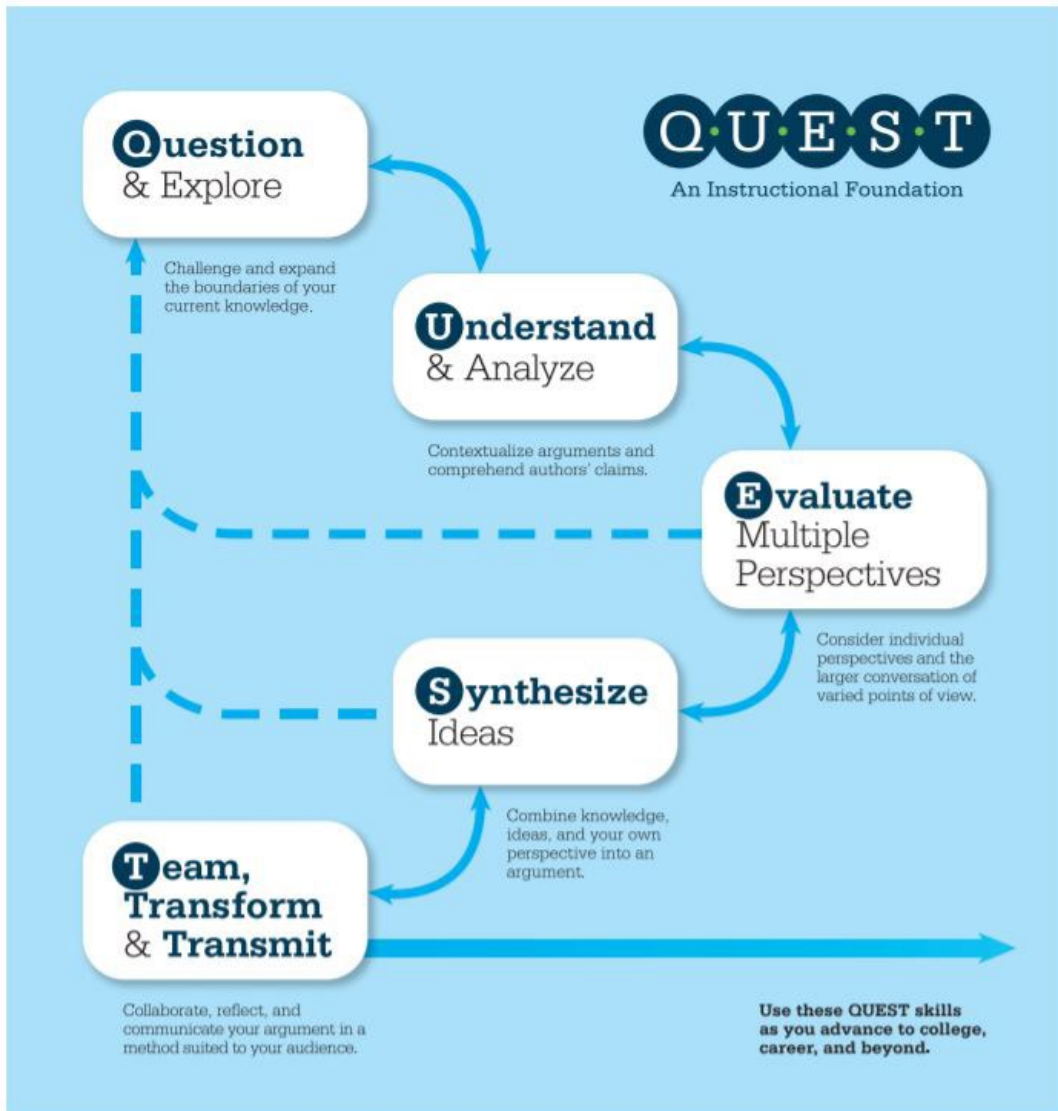 Q·U·E·S·T
An Instructional Foundation
Question
& Explore
Challenge and expand
the boundaries of your
current knowledge.
Understand
& Analyze
Contextualize arguments and
comprehend authors' claims.
Evaluate
Multiple
Perspectives
Consider individual
perspectives and the
larger conversation of
varied points of view.
Synthesize
Ideas
Combine knowledge,
ideas, and your own
perspective into an
argument.
Team,
Transform
& Transmit
Collaborate, reflect, and
communicate your argument in a
method suited to your audience.
Use these QUEST skills
as you advance to college,
career, and beyond.